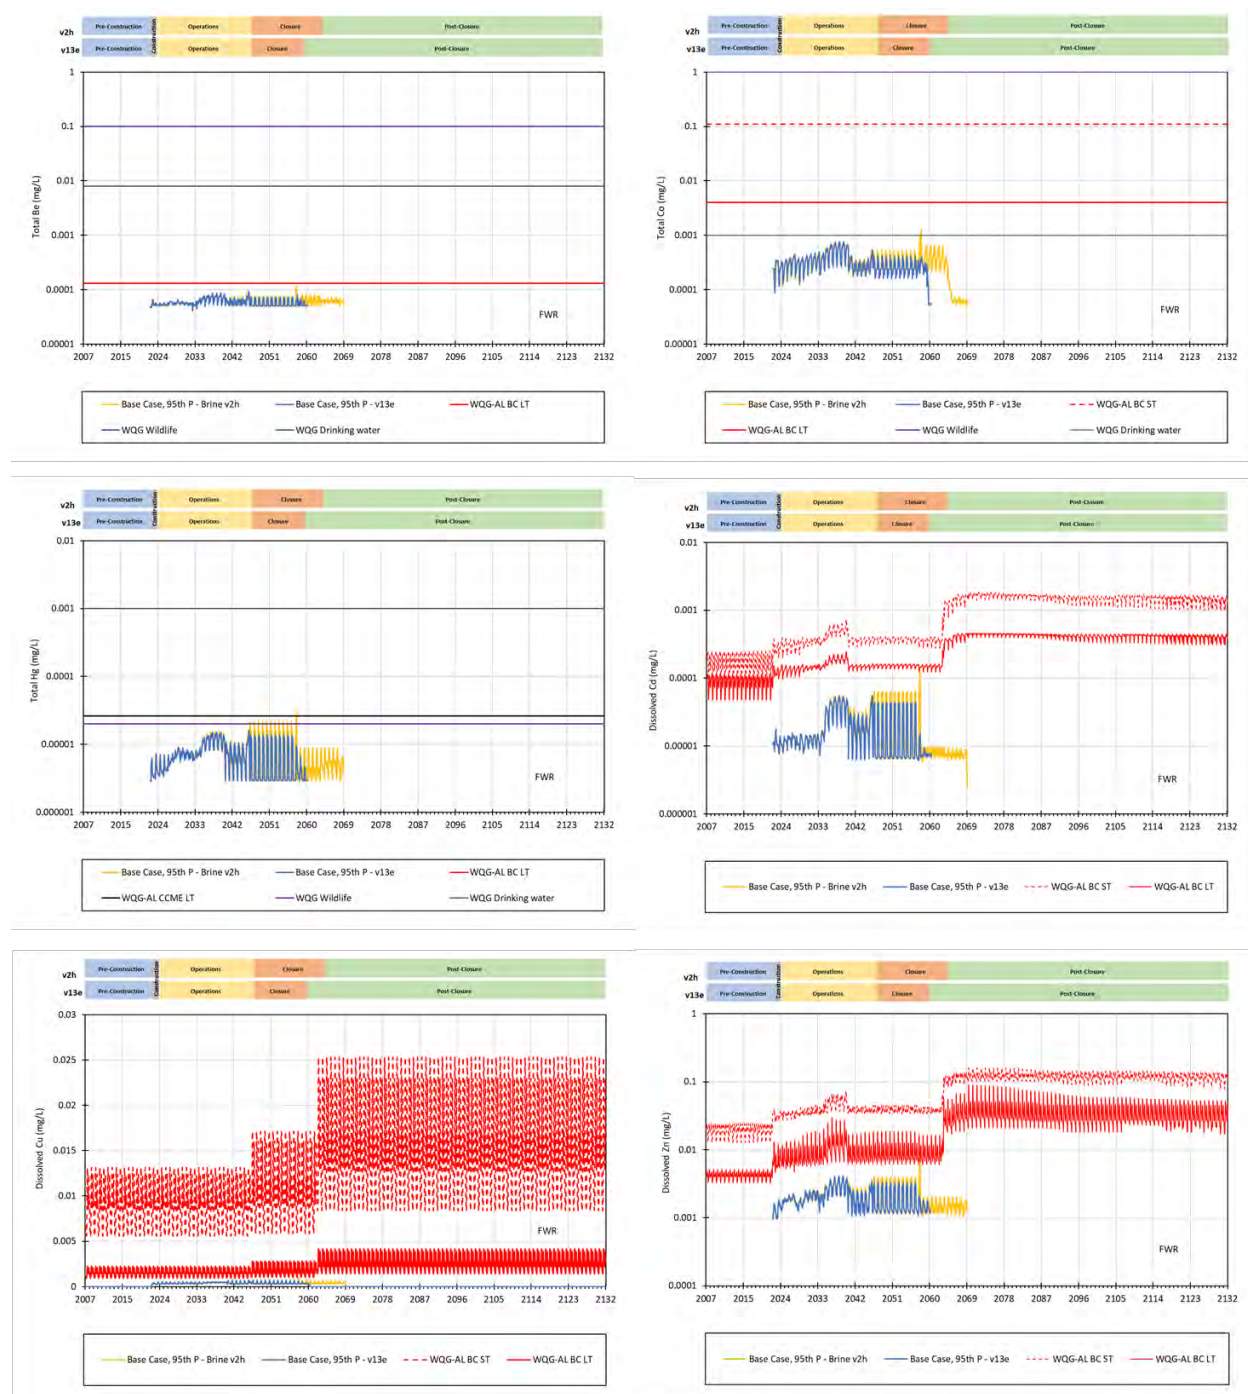 v2h Pre-Construction Construction Operations Closure Post-Closure
v13e Pre-Construction Operations Closure Post-Closure
1
0.1
0.01
0.001
0.0001
0.00001
Total Be (mg/L)
FWR
2007 2015 2024 2033 2042 2051 2060 2069 2078 2087 2096 2105 2114 2123 2132
Base Case, 95th P - Brine v2h Base Case, 95th P - v13e WQG-AL BC LT
WQG Wildlife WQG Drinking water
v2h Pre-Construction Construction Operations Closure Post-Closure
v13e Pre-Construction Operations Closure Post-Closure
1
0.1
0.01
0.001
0.0001
0.00001
Total Co (mg/L)
FWR
2007 2015 2024 2033 2042 2051 2060 2069 2078 2087 2096 2105 2114 2123 2132
Base Case, 95th P - Brine v2h Base Case, 95th P - v13e WQG-AL BC ST
WQG-AL BC LT WQG Wildlife WQG Drinking water
v2h Pre-Construction Construction Operations Closure Post-Closure
v13e Pre-Construction Operations Closure Post-Closure
0.01
0.001
0.0001
0.00001
0.000001
Total Hg (mg/L)
FWR
2007 2015 2024 2033 2042 2051 2060 2069 2078 2087 2096 2105 2114 2123 2132
Base Case, 95th P - Brine v2h Base Case, 95th P - v13e WQG-AL BC LT
WQG-AL CCME LT WQG Wildlife WQG Drinking water
v2h Pre-Construction Construction Operations Closure Post-Closure
v13e Pre-Construction Operations Closure Post-Closure
0.01
0.001
0.0001
0.00001
0.000001
Dissolved Cd (mg/L)
FWR
2007 2015 2024 2033 2042 2051 2060 2069 2078 2087 2096 2105 2114 2123 2132
Base Case, 95th P - Brine v2h Base Case, 95th P - v13e WQG-AL BC ST WQG-AL BC LT
v2h Pre-Construction Construction Operations Closure Post-Closure
v13e Pre-Construction Operations Closure Post-Closure
0.03
0.025
0.02
0.015
0.01
0.005
0
Dissolved Cu (mg/L)
FWR
2007 2015 2024 2033 2042 2051 2060 2069 2078 2087 2096 2105 2114 2123 2132
Base Case, 95th P - Brine v2h Base Case, 95th P - v13e WQG-AL BC ST WQG-AL BC LT
v2h Pre-Construction Construction Operations Closure Post-Closure
v13e Pre-Construction Operations Closure Post-Closure
1
0.1
0.01
0.001
0.0001
Dissolved Zn (mg/L)
FWR
2007 2015 2024 2033 2042 2051 2060 2069 2078 2087 2096 2105 2114 2123 2132
Base Case, 95th P - Brine v2h Base Case, 95th P - v13e WQG-AL BC ST WQG-AL BC LT